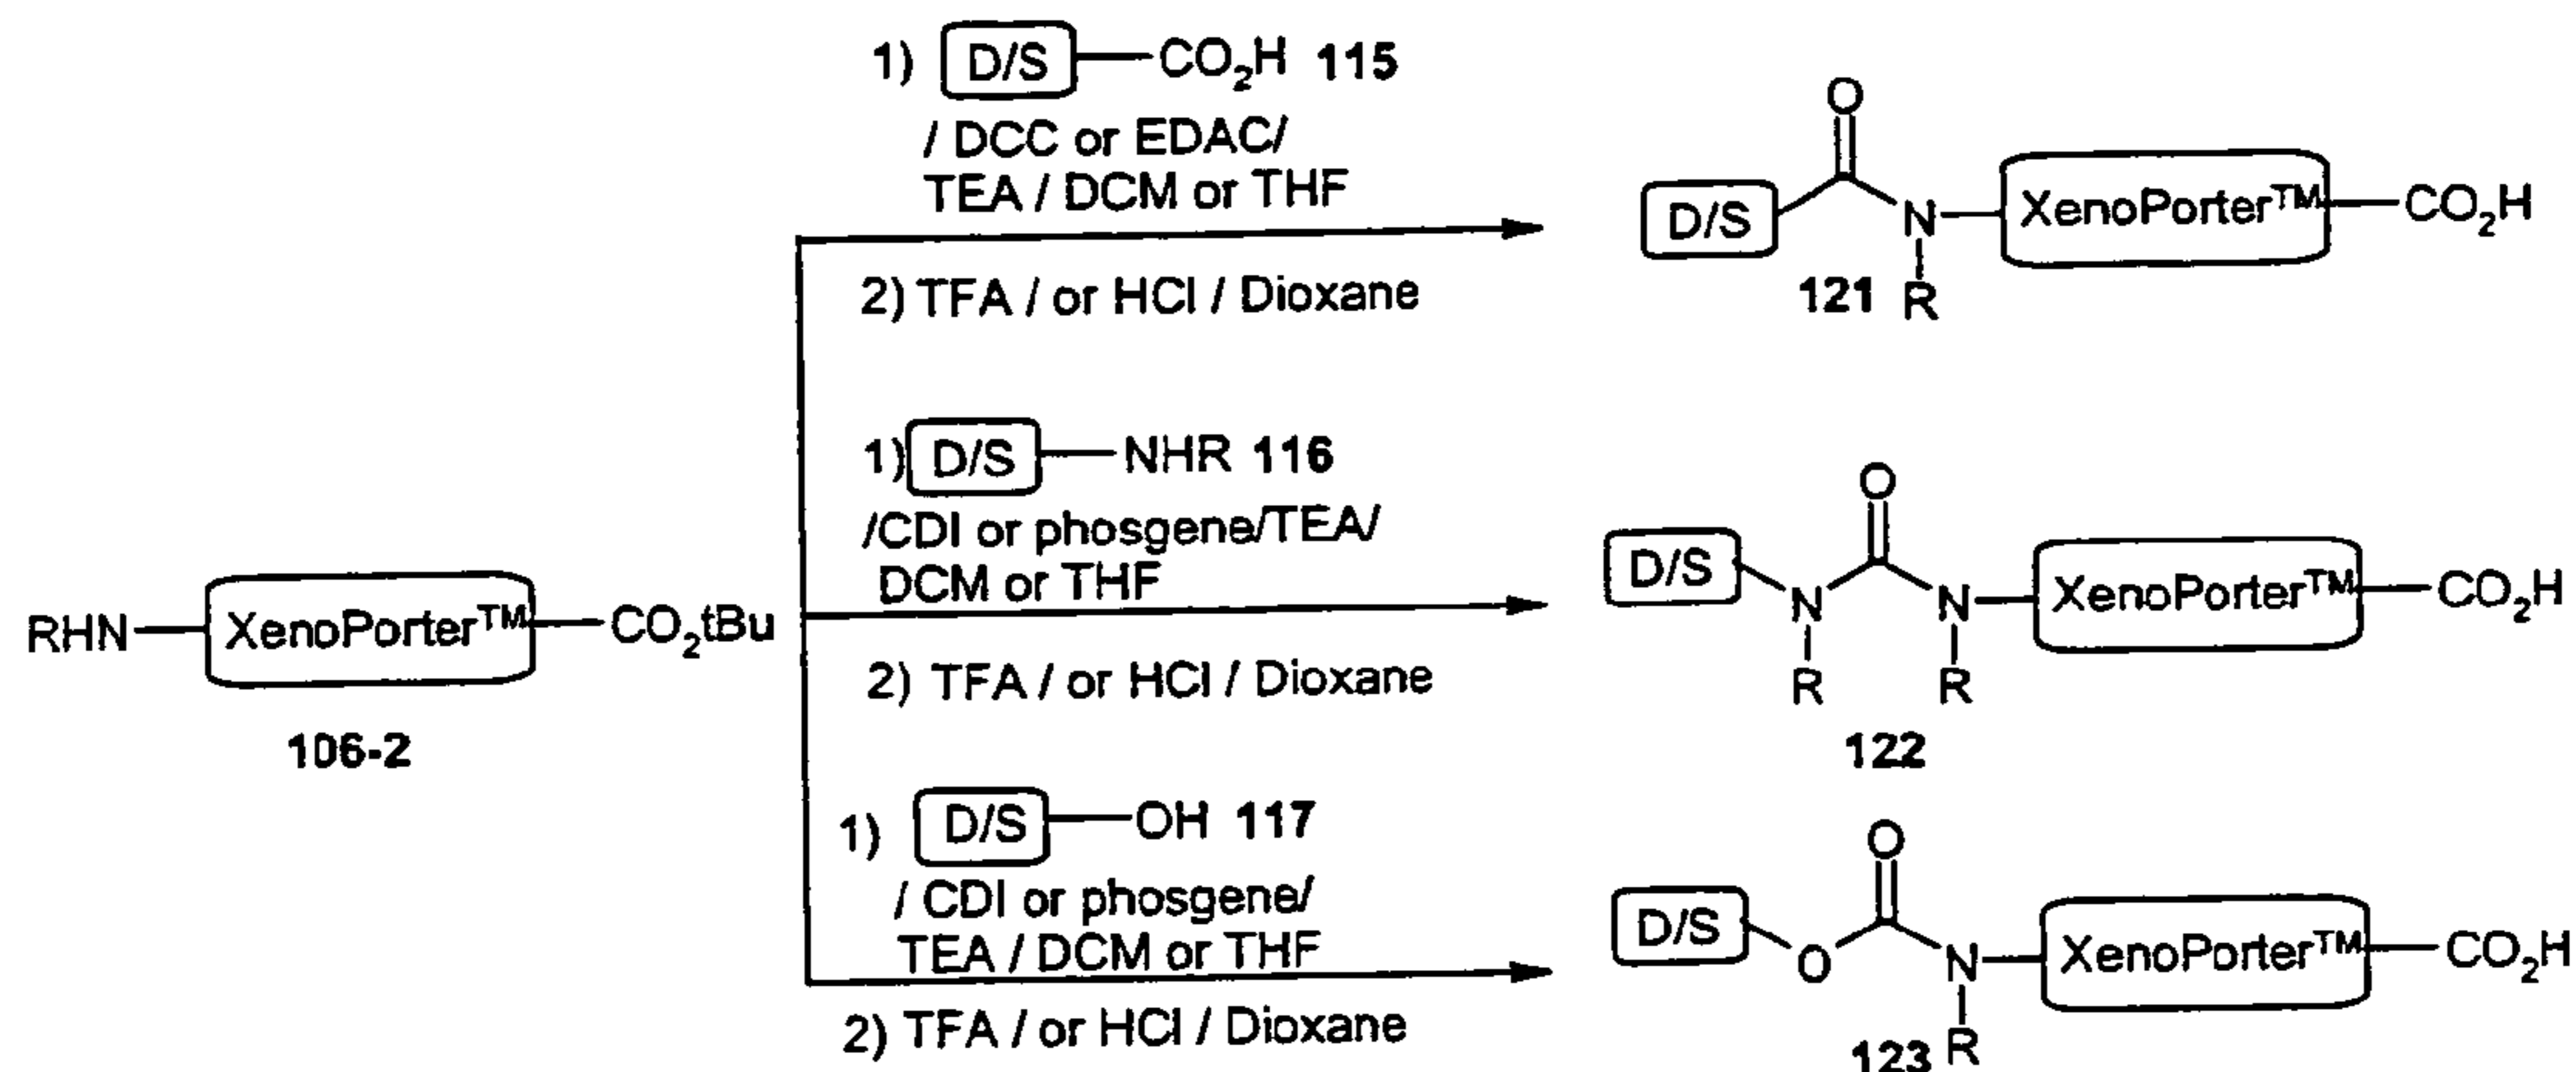 RHN XenoPorter™ CO₂tBu
106-2
1) D/S CO₂H 115
/ DCC or EDAC/
TEA / DCM or THF
2) TFA / or HCl / Dioxane
O
D/S N XenoPorter™ CO₂H
121 R
1) D/S NHR 116
/CDI or phosgene/TEA/
DCM or THF
2) TFA / or HCl / Dioxane
O
D/S N N XenoPorter™ CO₂H
R R
122
1) D/S OH 117
/ CDI or phosgene/
TEA / DCM or THF
2) TFA / or HCl / Dioxane
O
D/S O N XenoPorter™ CO₂H
123 R